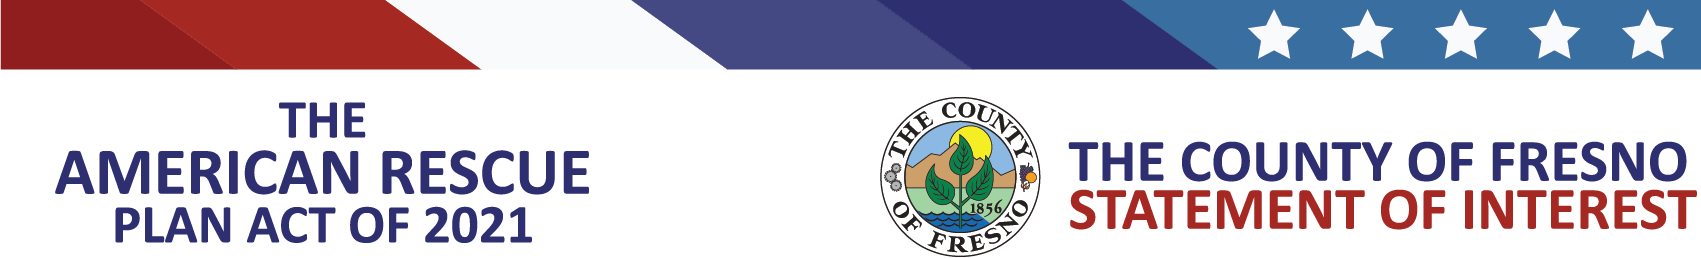 THE
AMERICAN RESCUE
PLAN ACT OF 2021
THE COUNTY
OF FRESNO
1856
THE COUNTY OF FRESNO
STATEMENT OF INTEREST